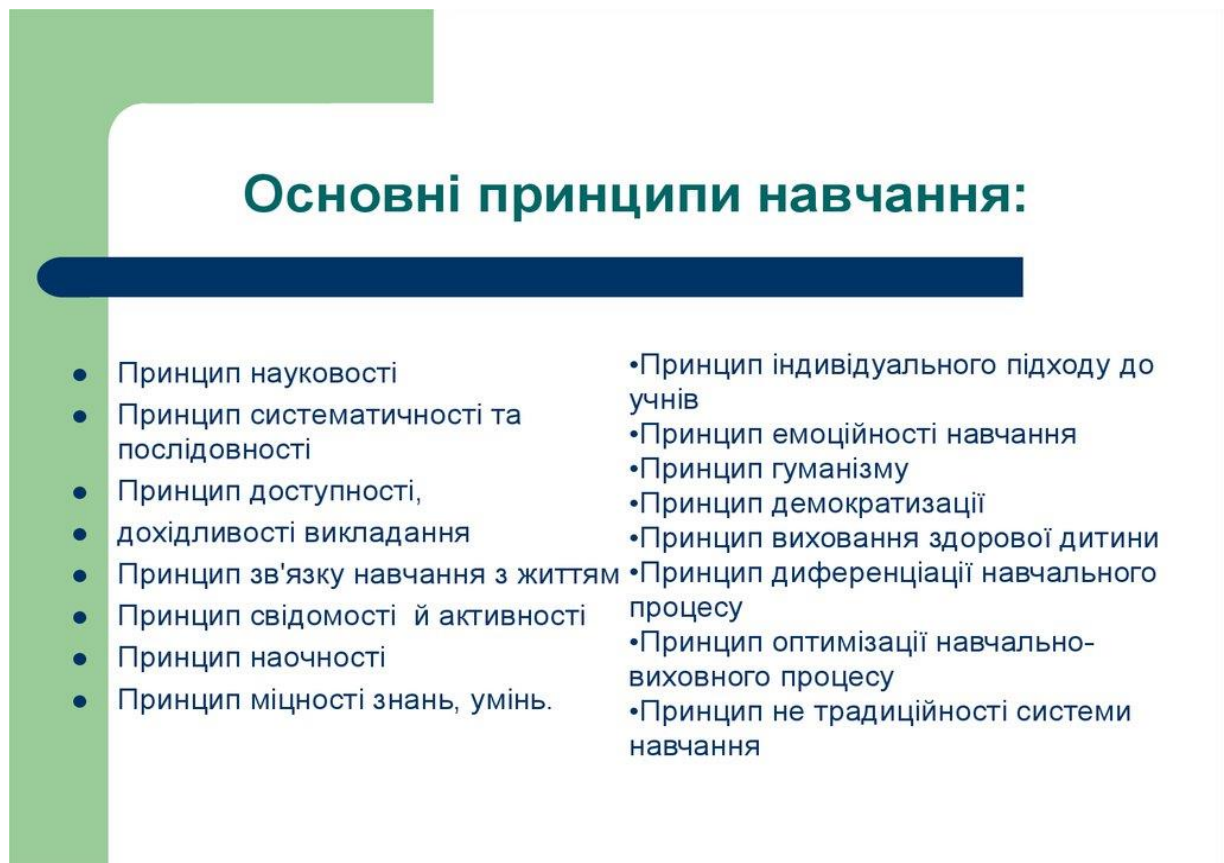 Основні принципи навчання:
● Принцип науковості
● Принцип систематичності та
послідовності
● Принцип доступності,
● дохідливості викладання
● Принцип зв'язку навчання з життям
● Принцип свідомості  й активності
● Принцип наочності
● Принцип міцності знань, умінь.
•Принцип індивідуального підходу до
учнів
•Принцип емоційності навчання
•Принцип гуманізму
•Принцип демократизації
•Принцип виховання здорової дитини
•Принцип диференціації навчального
процесу
•Принцип оптимізації навчально-
виховного процесу
•Принцип не традиційності системи
навчання